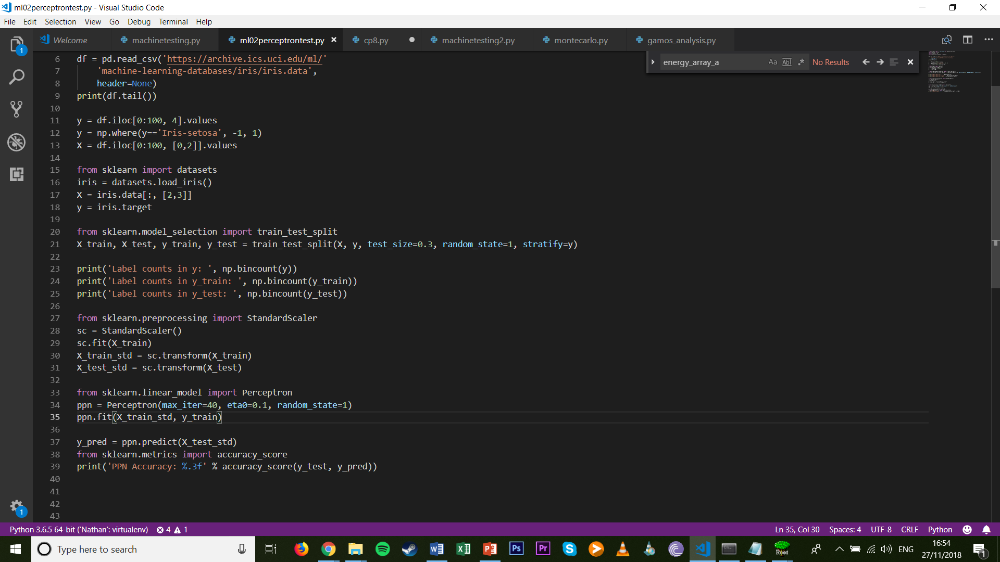 ml02perceptrontest.py - Visual Studio Code
File Edit Selection View Go Debug Terminal Help
Welcome machinetesting.py ml02perceptrontest.py cp8.py machinetesting2.py montecarlo.py gamos_analysis.py
energy_array_a Aa Abl .* No Results
1
6 df = pd.read_csv('https://archive.ics.uci.edu/ml/'
7 'machine-learning-databases/iris/iris.data',
8 header=None)
9 print(df.tail())
10
11 y = df.iloc[0:100, 4].values
12 y = np.where(y=='Iris-setosa', -1, 1)
13 X = df.iloc[0:100, [0,2]].values
14
15 from sklearn import datasets
16 iris = datasets.load_iris()
17 X = iris.data[:, [2,3]]
18 y = iris.target
19
20 from sklearn.model_selection import train_test_split
21 X_train, X_test, y_train, y_test = train_test_split(X, y, test_size=0.3, random_state=1, stratify=y)
22
23 print('Label counts in y: ', np.bincount(y))
24 print('Label counts in y_train: ', np.bincount(y_train))
25 print('Label counts in y_test: ', np.bincount(y_test))
26
27 from sklearn.preprocessing import StandardScaler
28 sc = StandardScaler()
29 sc.fit(X_train)
30 X_train_std = sc.transform(X_train)
31 X_test_std = sc.transform(X_test)
32
33 from sklearn.linear_model import Perceptron
34 ppn = Perceptron(max_iter=40, eta0=0.1, random_state=1)
35 ppn.fit(X_train_std, y_train)
36
37 y_pred = ppn.predict(X_test_std)
38 from sklearn.metrics import accuracy_score
39 print('PPN Accuracy: %.3f' % accuracy_score(y_test, y_pred))
40
41
42
43
1
Python 3.6.5 64-bit ('Nathan': virtualenv) 4 1 Ln 35, Col 30 Spaces: 4 UTF-8 CRLF Python
Type here to search Ps Pr ENG 16:54
27/11/2018 1